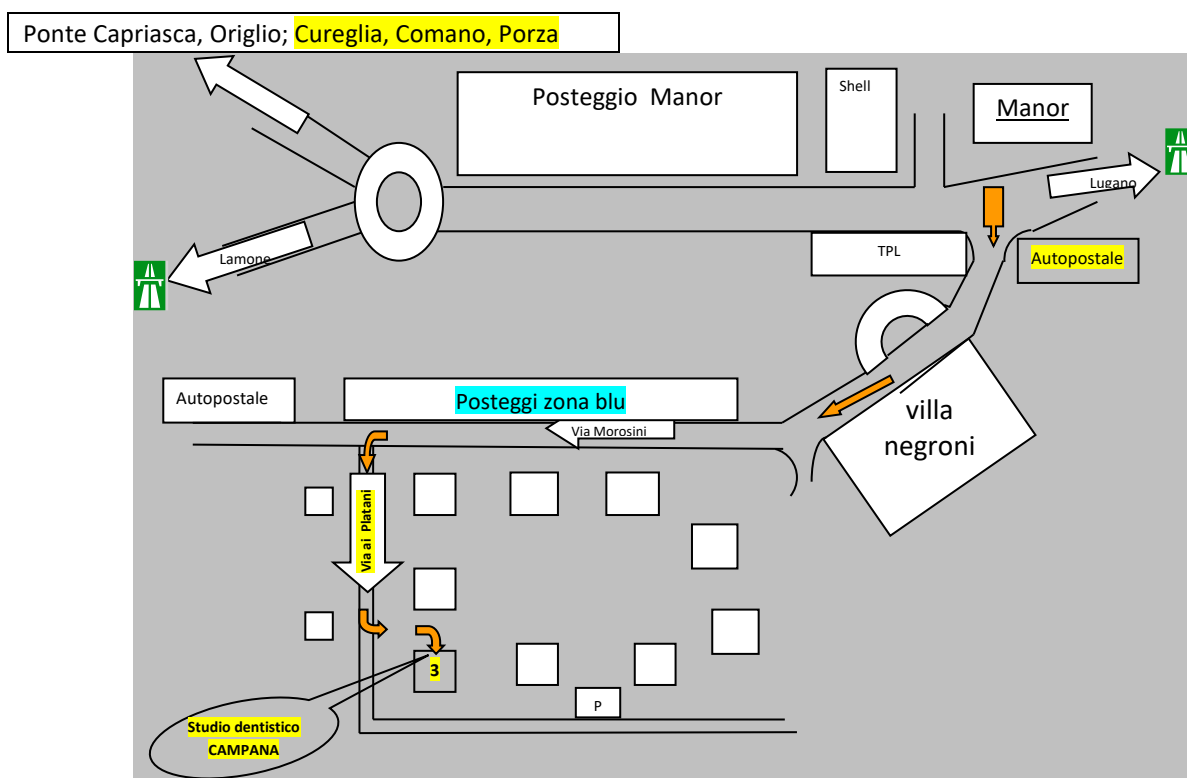 Ponte Capriasca, Origlio; Cureglia, Comano, Porza
Posteggio Manor
Shell
Manor
Lugano
Lamone
TPL
Autopostale
Autopostale
Posteggi zona blu
Via Morosini
villa
negroni
Via ai Platani
3
P
Studio dentistico
CAMPANA